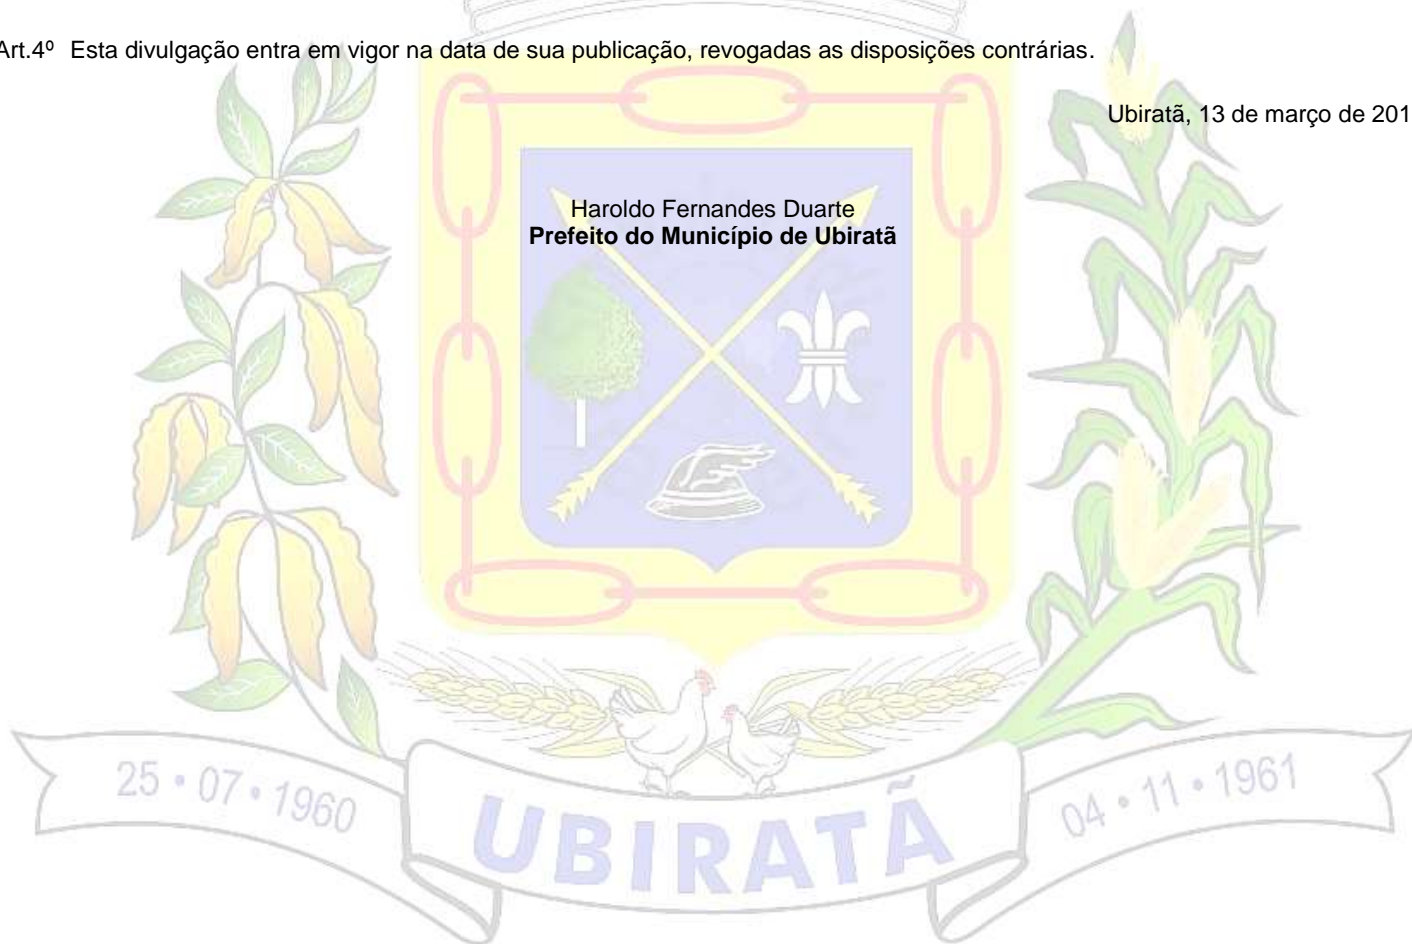 Art.4º Esta divulgação entra em vigor na data de sua publicação, revogadas as disposições contrárias.
Ubiratã, 13 de março de 201
Haroldo Fernandes Duarte
Prefeito do Município de Ubiratã
25 • 07 • 1960
UBIRATÃ
04 • 11 • 1961